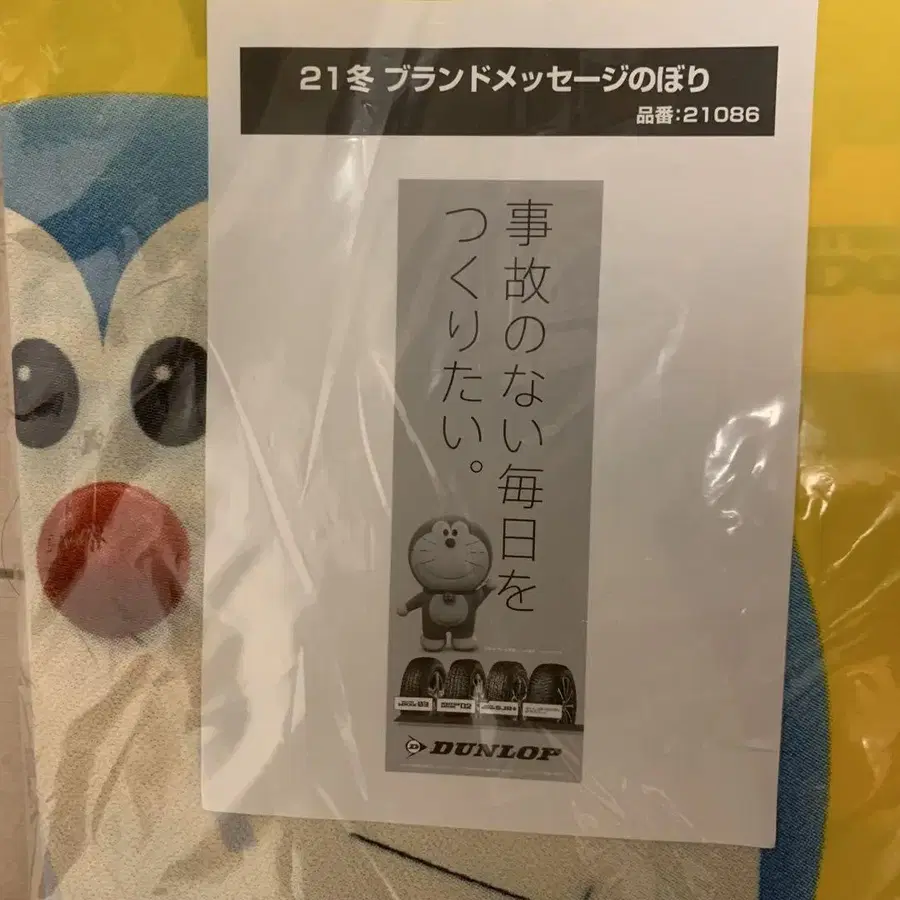 21冬 ブランドメッセージのぼり
品番:21086
事故のない毎日を
つくりたい。
DUNLOP